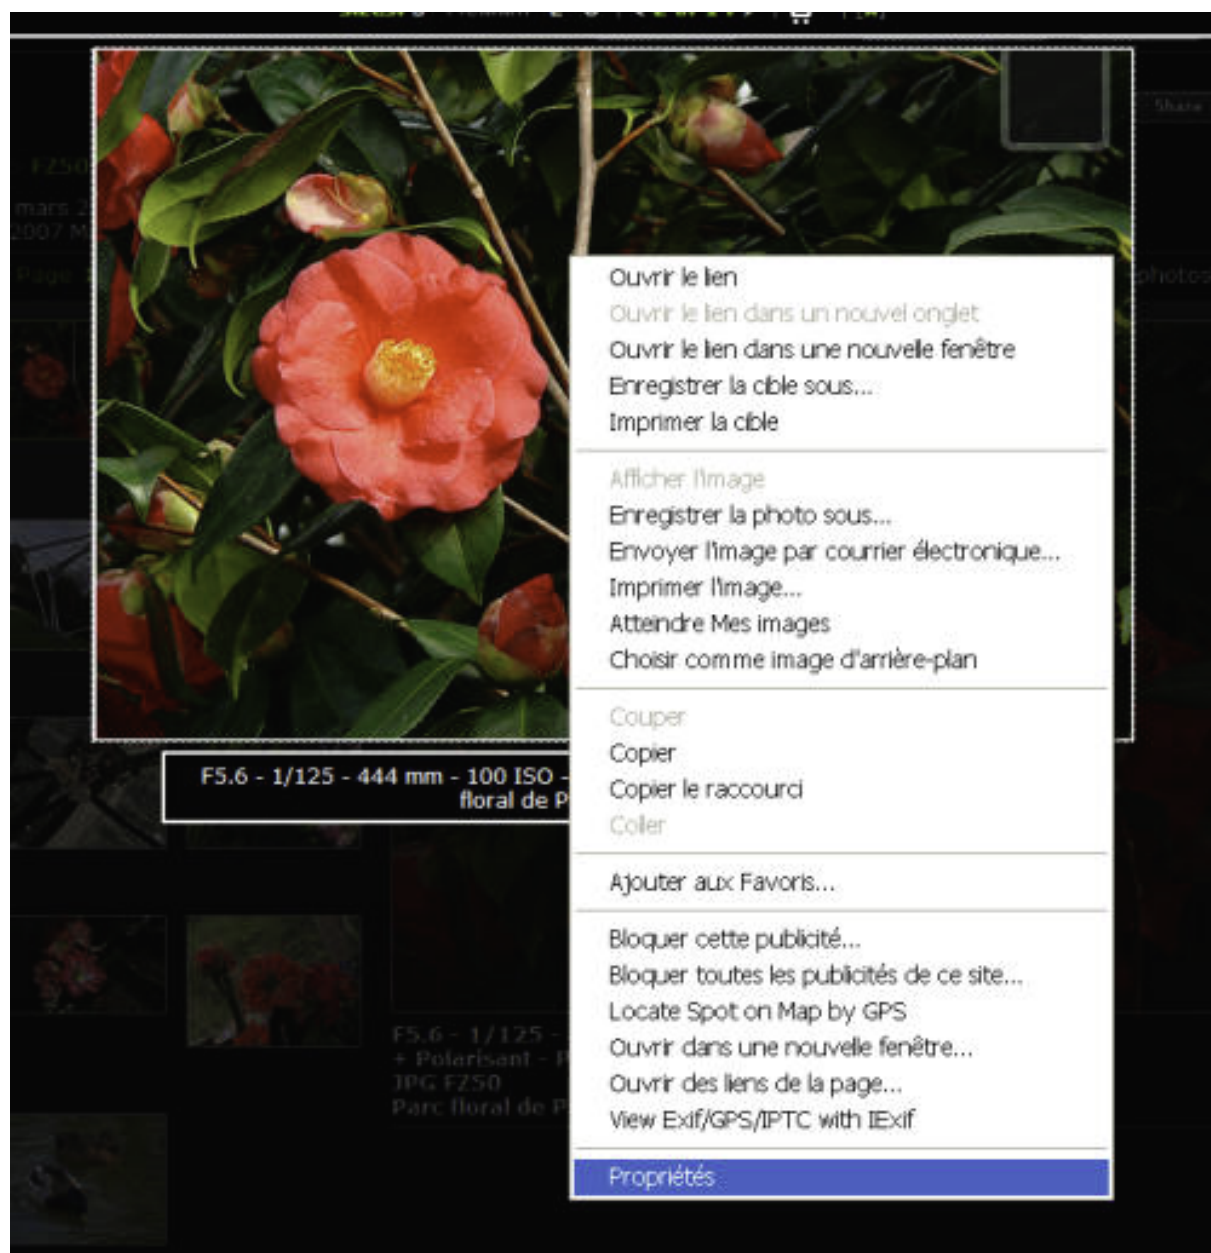 Share
FZ50
mars 2
2007 M
Page
photos
Ouvrir le lien
Ouvrir le lien dans un nouvel onglet
Ouvrir le lien dans une nouvelle fenêtre
Enregistrer la cible sous...
Imprimer la cible
Afficher l'image
Enregistrer la photo sous...
Envoyer l'image par courrier électronique...
Imprimer l'image...
Atteindre Mes images
Choisir comme image d'arrière-plan
Couper
Copier
Copier le raccourci
Coller
Ajouter aux Favoris...
Bloquer cette publicité...
Bloquer toutes les publicités de ce site...
Locate Spot on Map by GPS
Ouvrir dans une nouvelle fenêtre...
Ouvrir des liens de la page...
View Exif/GPS/IPTC with IExif
Propriétés
F5.6 - 1/125 - 444 mm - 100 ISO -
floral de P
F5.6 - 1/125 -
+ Polarisant - P
JPG FZ50
Parc floral de P